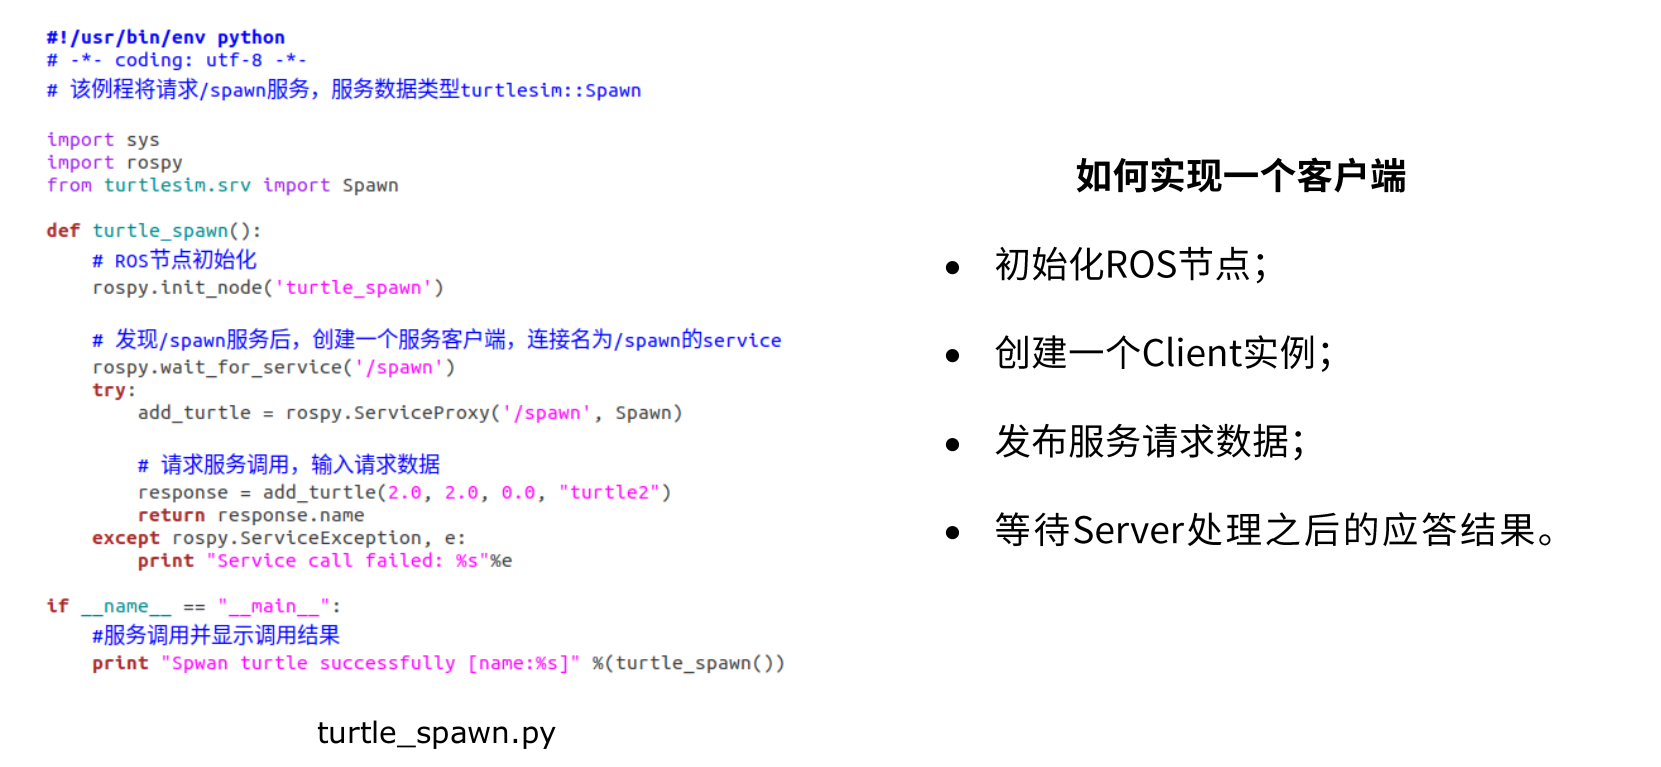 #!/usr/bin/env python
# -*- coding: utf-8 -*-
# 该例程将请求/spawn服务，服务数据类型turtlesim::Spawn
import sys
import rospy
from turtlesim.srv import Spawn
def turtle_spawn():
    # ROS节点初始化
    rospy.init_node('turtle_spawn')
    # 发现/spawn服务后，创建一个服务客户端，连接名为/spawn的service
    rospy.wait_for_service('/spawn')
    try:
        add_turtle = rospy.ServiceProxy('/spawn', Spawn)
        # 请求服务调用，输入请求数据
        response = add_turtle(2.0, 2.0, 0.0, "turtle2")
        return response.name
    except rospy.ServiceException, e:
        print "Service call failed: %s"%e
if __name__ == "__main__":
    #服务调用并显示调用结果
    print "Spwan turtle successfully [name:%s]" %(turtle_spawn())
turtle_spawn.py
如何实现一个客户端
• 初始化ROS节点；
• 创建一个Client实例；
• 发布服务请求数据；
• 等待Server处理之后的应答结果。